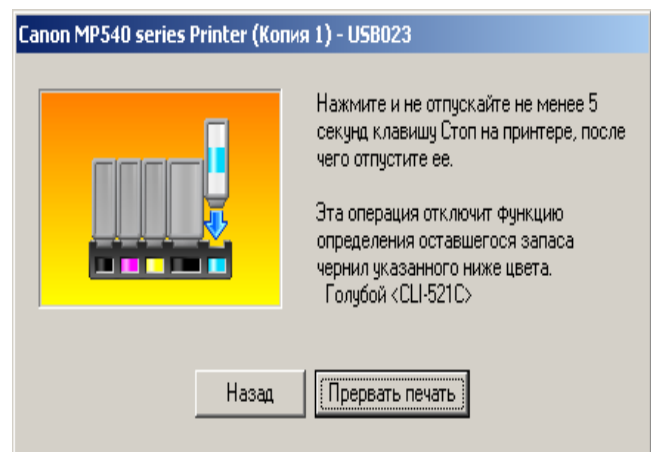 Canon MP540 series Printer (Копия 1) - USB023
Нажмите и не отпускайте не менее 5
секунд клавишу Стоп на принтере, после
чего отпустите ее.
Эта операция отключит функцию
определения оставшегося запаса
чернил указанного ниже цвета.
Голубой <CLI-521C>
Назад
Прервать печать